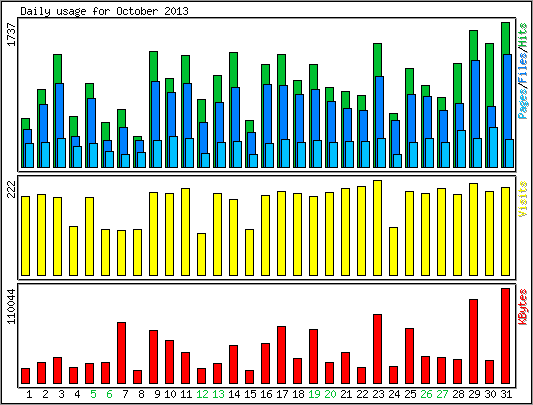 Daily usage for October 2013
1737
Pages/Files/Hits
222
Visits
110044
KBytes
1 2 3 4 5 6 7 8 9 10 11 12 13 14 15 16 17 18 19 20 21 22 23 24 25 26 27 28 29 30 31